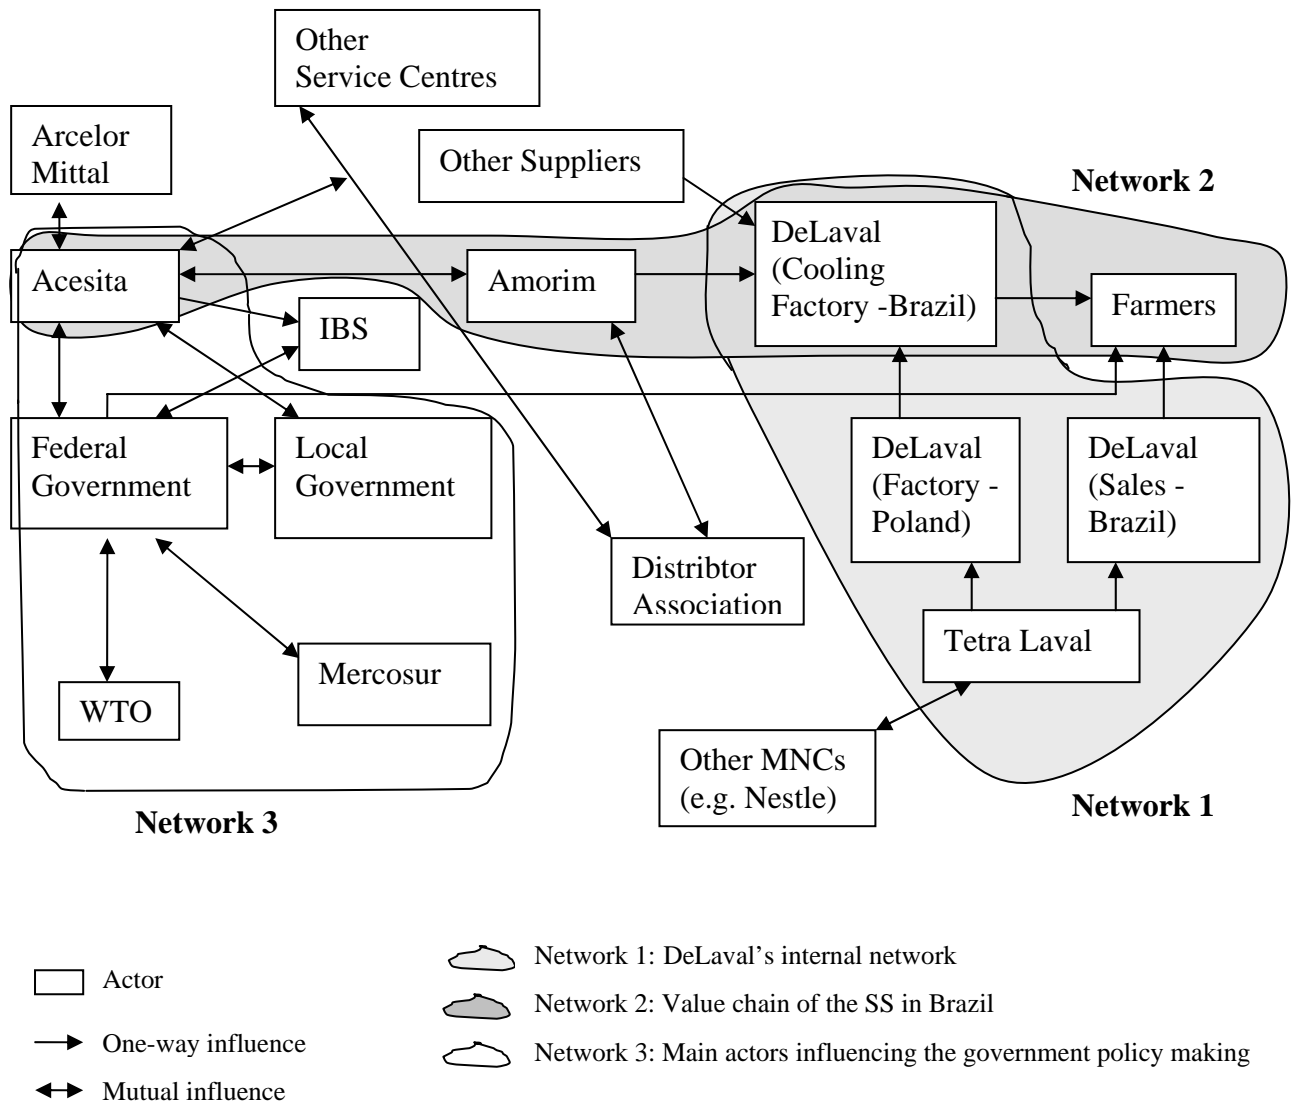 Other
Service Centres
Arcelor
Mittal
Other Suppliers
Network 2
DeLaval
(Cooling
Factory -Brazil)
Acesita
Amorim
Farmers
IBS
Federal
Government
Local
Government
DeLaval
(Factory -
Poland)
DeLaval
(Sales -
Brazil)
Distribtor
Association
Tetra Laval
Mercosur
WTO
Other MNCs
(e.g. Nestle)
Network 1
Network 3
Actor
One-way influence
Mutual influence
Network 1: DeLaval's internal network
Network 2: Value chain of the SS in Brazil
Network 3: Main actors influencing the government policy making